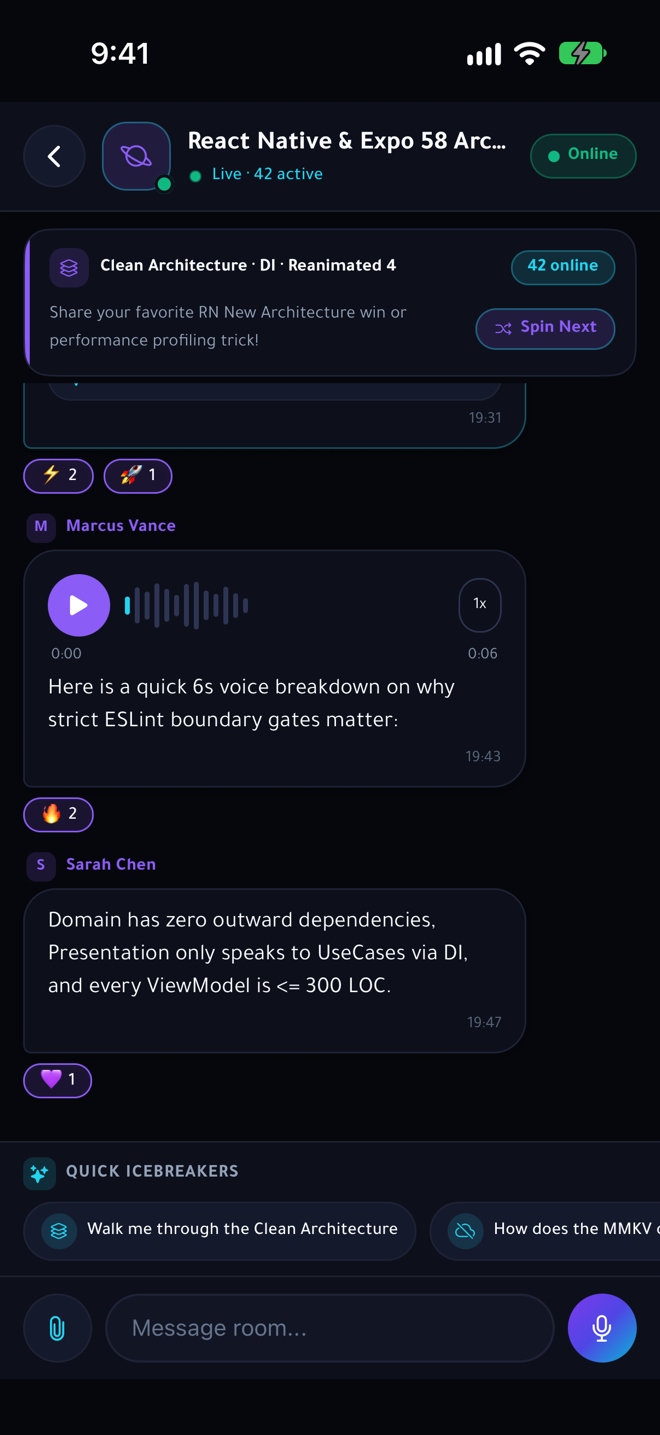 9:41
React Native & Expo 58 Arc...
Live · 42 active
Online
Clean Architecture · DI · Reanimated 4
42 online
Share your favorite RN New Architecture win or
performance profiling trick!
Spin Next
19:31
⚡ 2
🚀 1
M Marcus Vance
1x
0:00
0:06
Here is a quick 6s voice breakdown on why
strict ESLint boundary gates matter:
19:43
🔥 2
S Sarah Chen
Domain has zero outward dependencies,
Presentation only speaks to UseCases via DI,
and every ViewModel is <= 300 LOC.
19:47
💜 1
QUICK ICEBREAKERS
Walk me through the Clean Architecture
How does the MMKV
Message room...